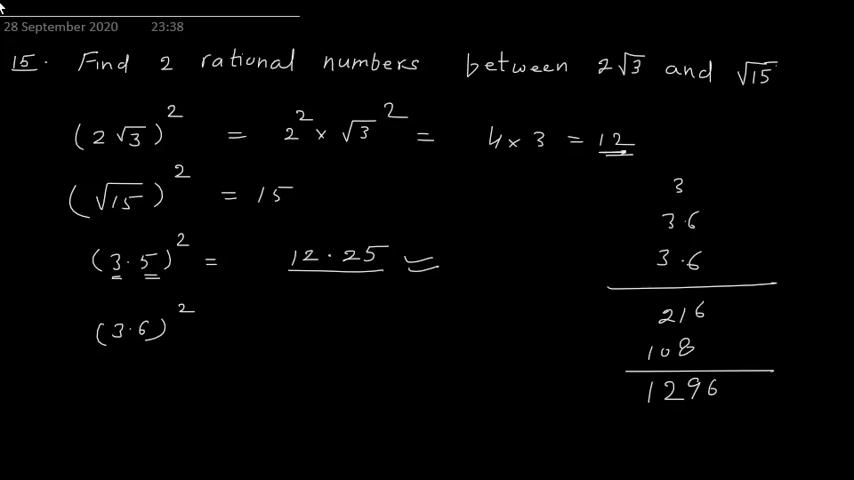 28 September 2020 23:38
15. Find 2 rational numbers between 2√3 and √15
(2√3)² = 2² × √3² = 4 × 3 = 12
(√15)² = 15
(3.5)² = 12.25
(3.6)²
3
3.6
3.6
216
108
1296